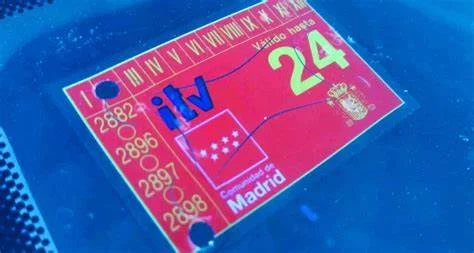 I III IV V VI VII VIII IX X XI XII
Válido hasta
24
2882
2896
2897
2898
itv
Comunidad de
Madrid